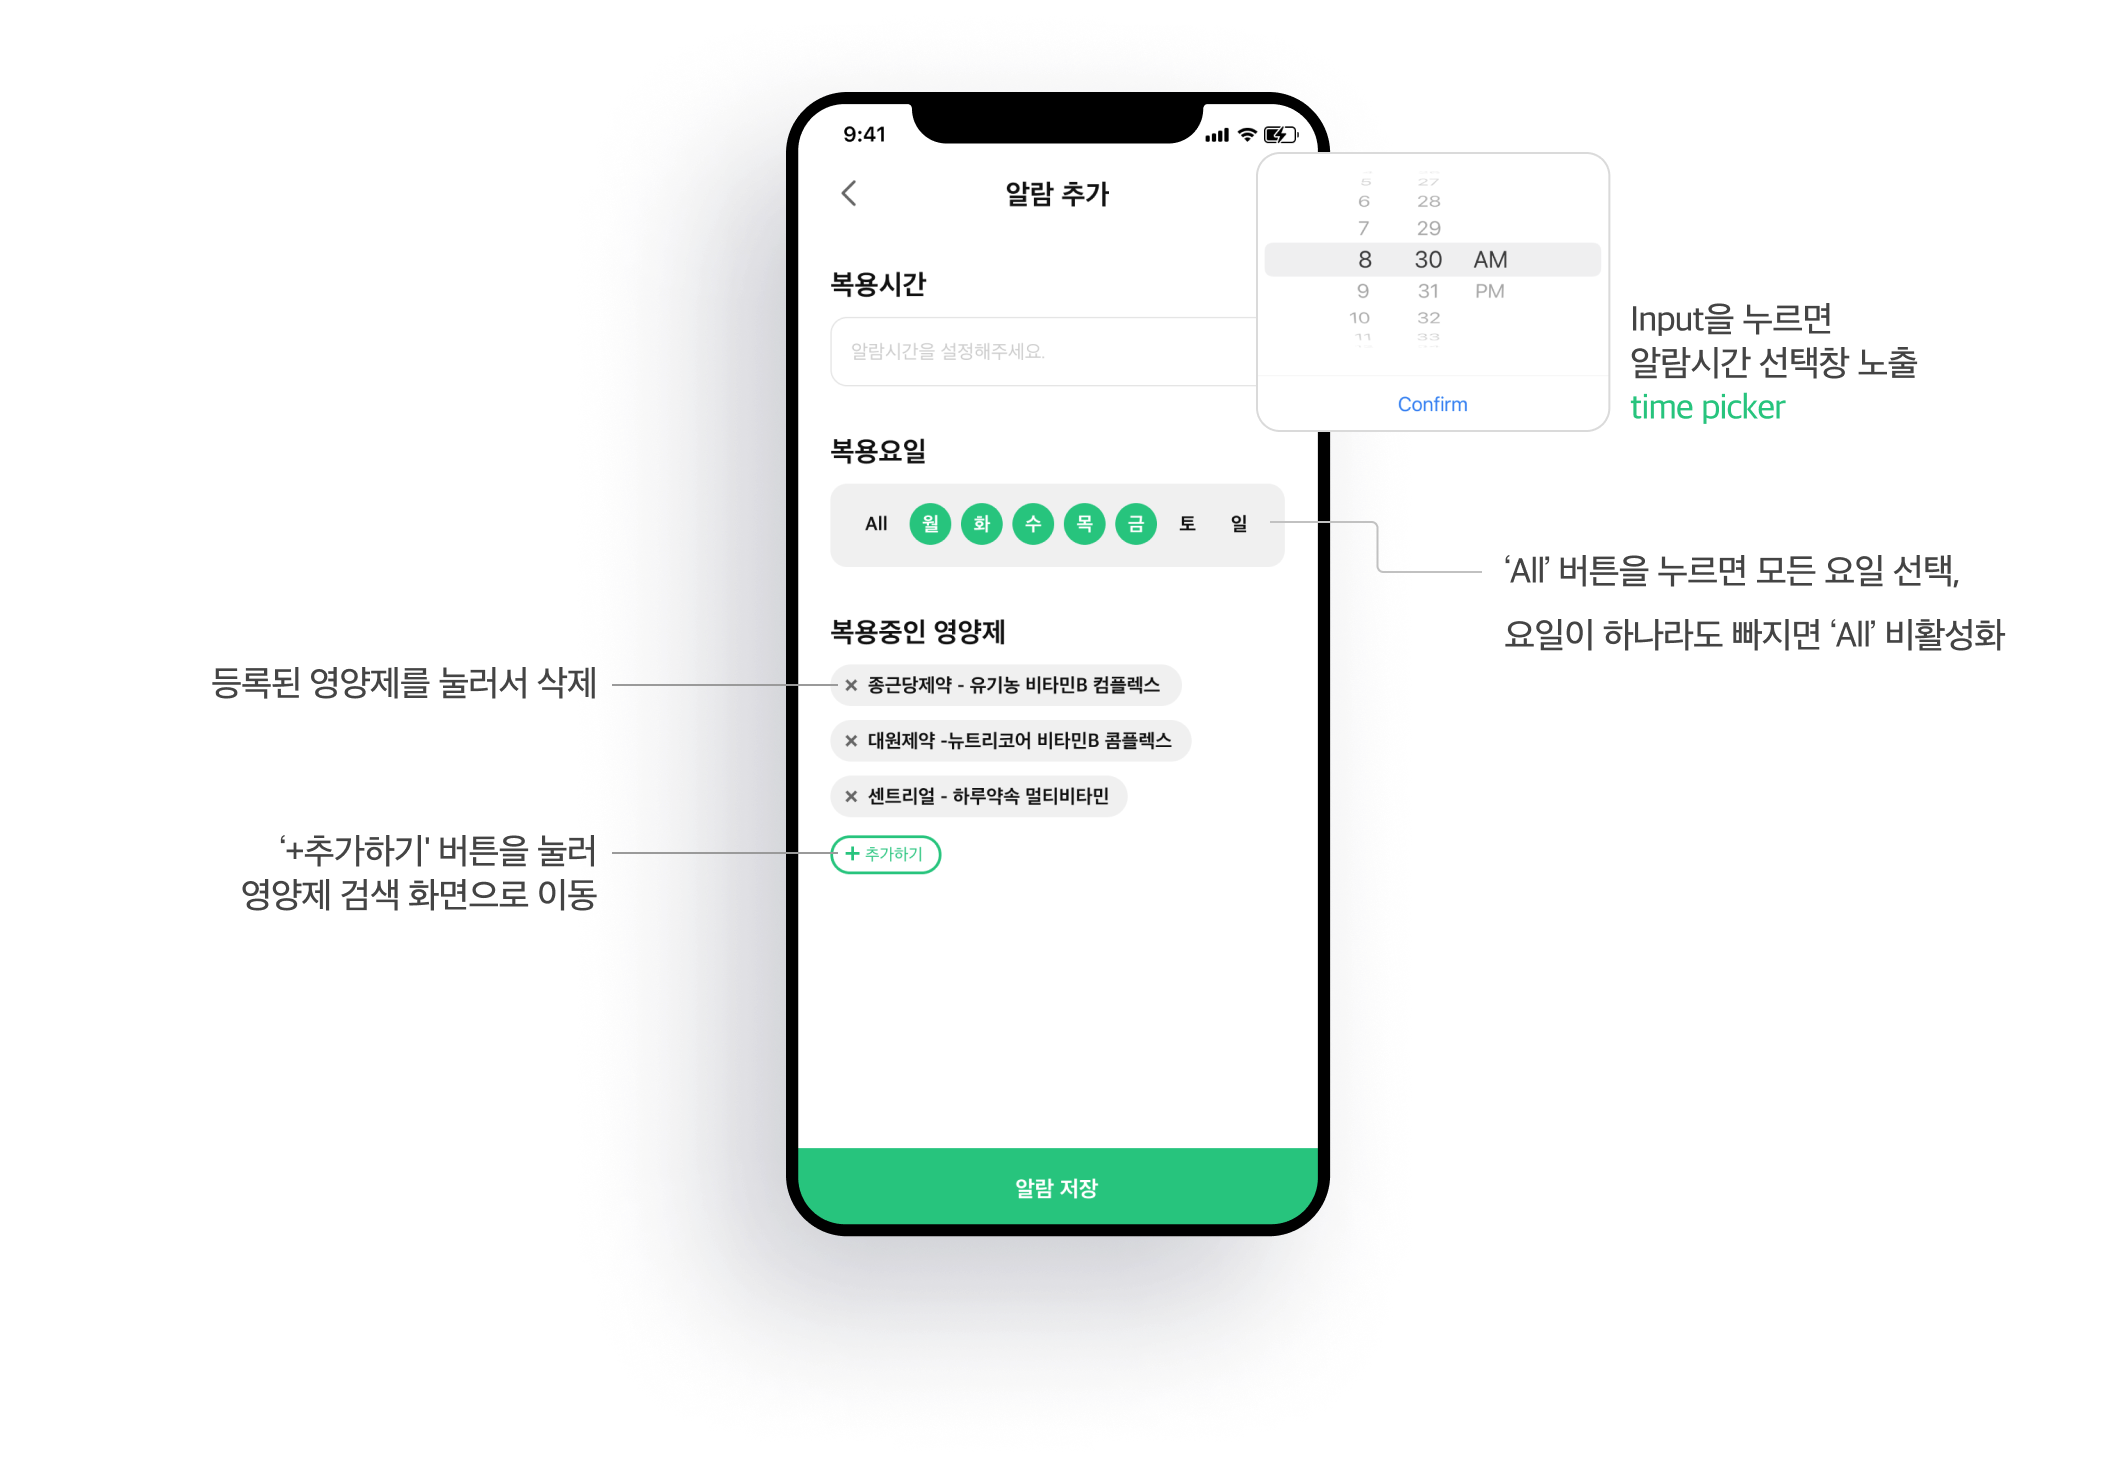 9:41
알람 추가
복용시간
알람시간을 설정해주세요.
5 27
6 28
7 29
8 30 AM
9 31 PM
10 32
11 33
Confirm
Input을 누르면
알람시간 선택창 노출
time picker
복용요일
All 월 화 수 목 금 토 일
‘All’ 버튼을 누르면 모든 요일 선택,
요일이 하나라도 빠지면 ‘All’ 비활성화
복용중인 영양제
등록된 영양제를 눌러서 삭제
× 종근당제약 - 유기농 비타민B 컴플렉스
× 대원제약 -뉴트리코어 비타민B 콤플렉스
× 센트리얼 - 하루약속 멀티비타민
‘+추가하기' 버튼을 눌러
영양제 검색 화면으로 이동
+ 추가하기
알람 저장